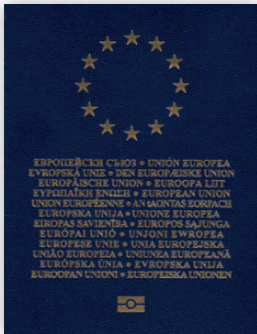 ЕВРОПЕЙСКИ СЪЮЗ • UNIÓN EUROPEA
EVROPSKÁ UNIE • DEN EUROPÆISKE UNION
EUROPÄISCHE UNION • EUROOPA LIIT
ΕΥΡΩΠΑΪΚΗ ΕΝΩΣΗ • EUROPEAN UNION
UNION EUROPÉENNE • AN tAONTAS EORPACH
EUROPSKA UNIJA • UNIONE EUROPEA
EIROPAS SAVIENĪBA • EUROPOS SĄJUNGA
EURÓPAI UNIÓ • UNJONI EWROPEA
EUROPESE UNIE • UNIA EUROPEJSKA
UNIÃO EUROPEIA • UNIUNEA EUROPEANĂ
EURÓPSKA ÚNIA • EVROPSKA UNIJA
EUROOPAN UNIONI • EUROPEISKA UNIONEN